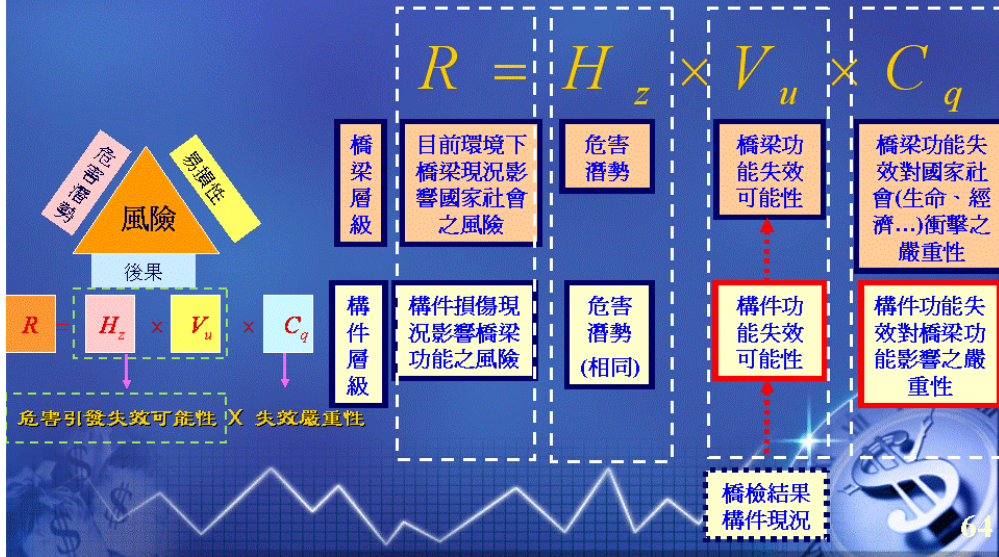 R = H z × V u × C q
危害潛勢
易損性
風險
後果
R = Hz × Vu × Cq
危害引發失效可能性 X 失效嚴重性
橋
梁
層
級
目前環境下
橋梁現況影
響國家社會
之風險
危害
潛勢
橋梁功
能失效
可能性
橋梁功能失
效對國家社
會(生命、經
濟...)衝擊之
嚴重性
構
件
層
級
構件損傷現
況影響橋梁
功能之風險
危害
潛勢
(相同)
構件功
能失效
可能性
構件功能失
效對橋梁功
能影響之嚴
重性
橋檢結果
構件現況
64